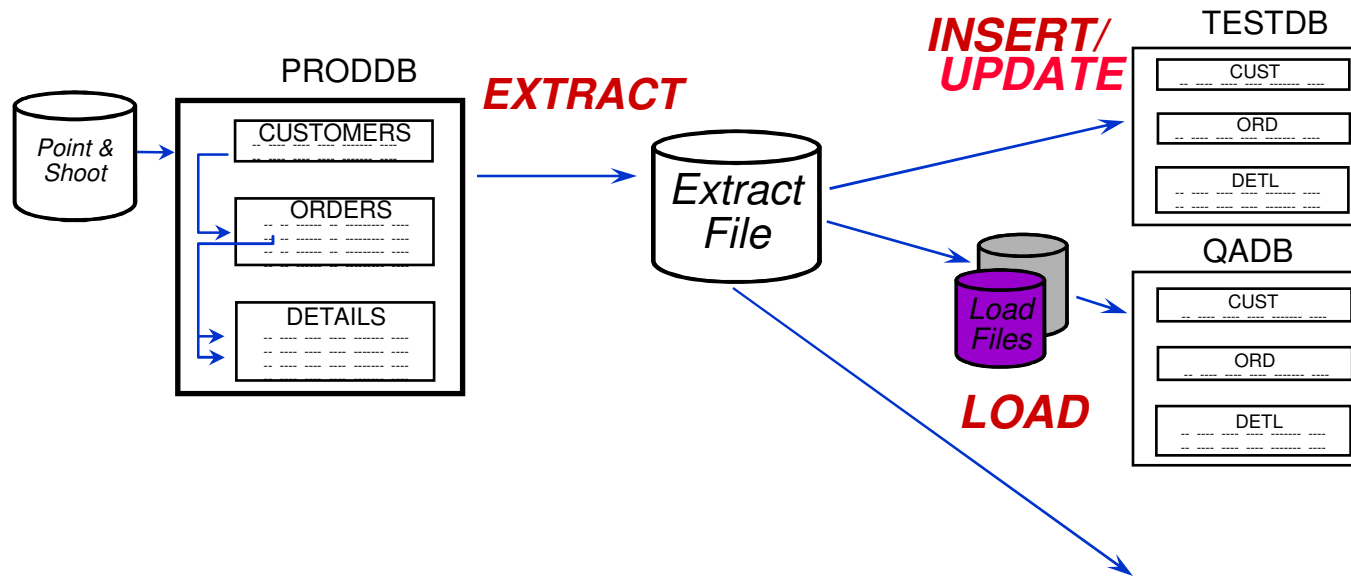 Point &
Shoot
PRODDB
CUSTOMERS
ORDERS
DETAILS
EXTRACT
Extract
File
INSERT/
UPDATE
Load
Files
LOAD
TESTDB
CUST
ORD
DETL
QADB
CUST
ORD
DETL